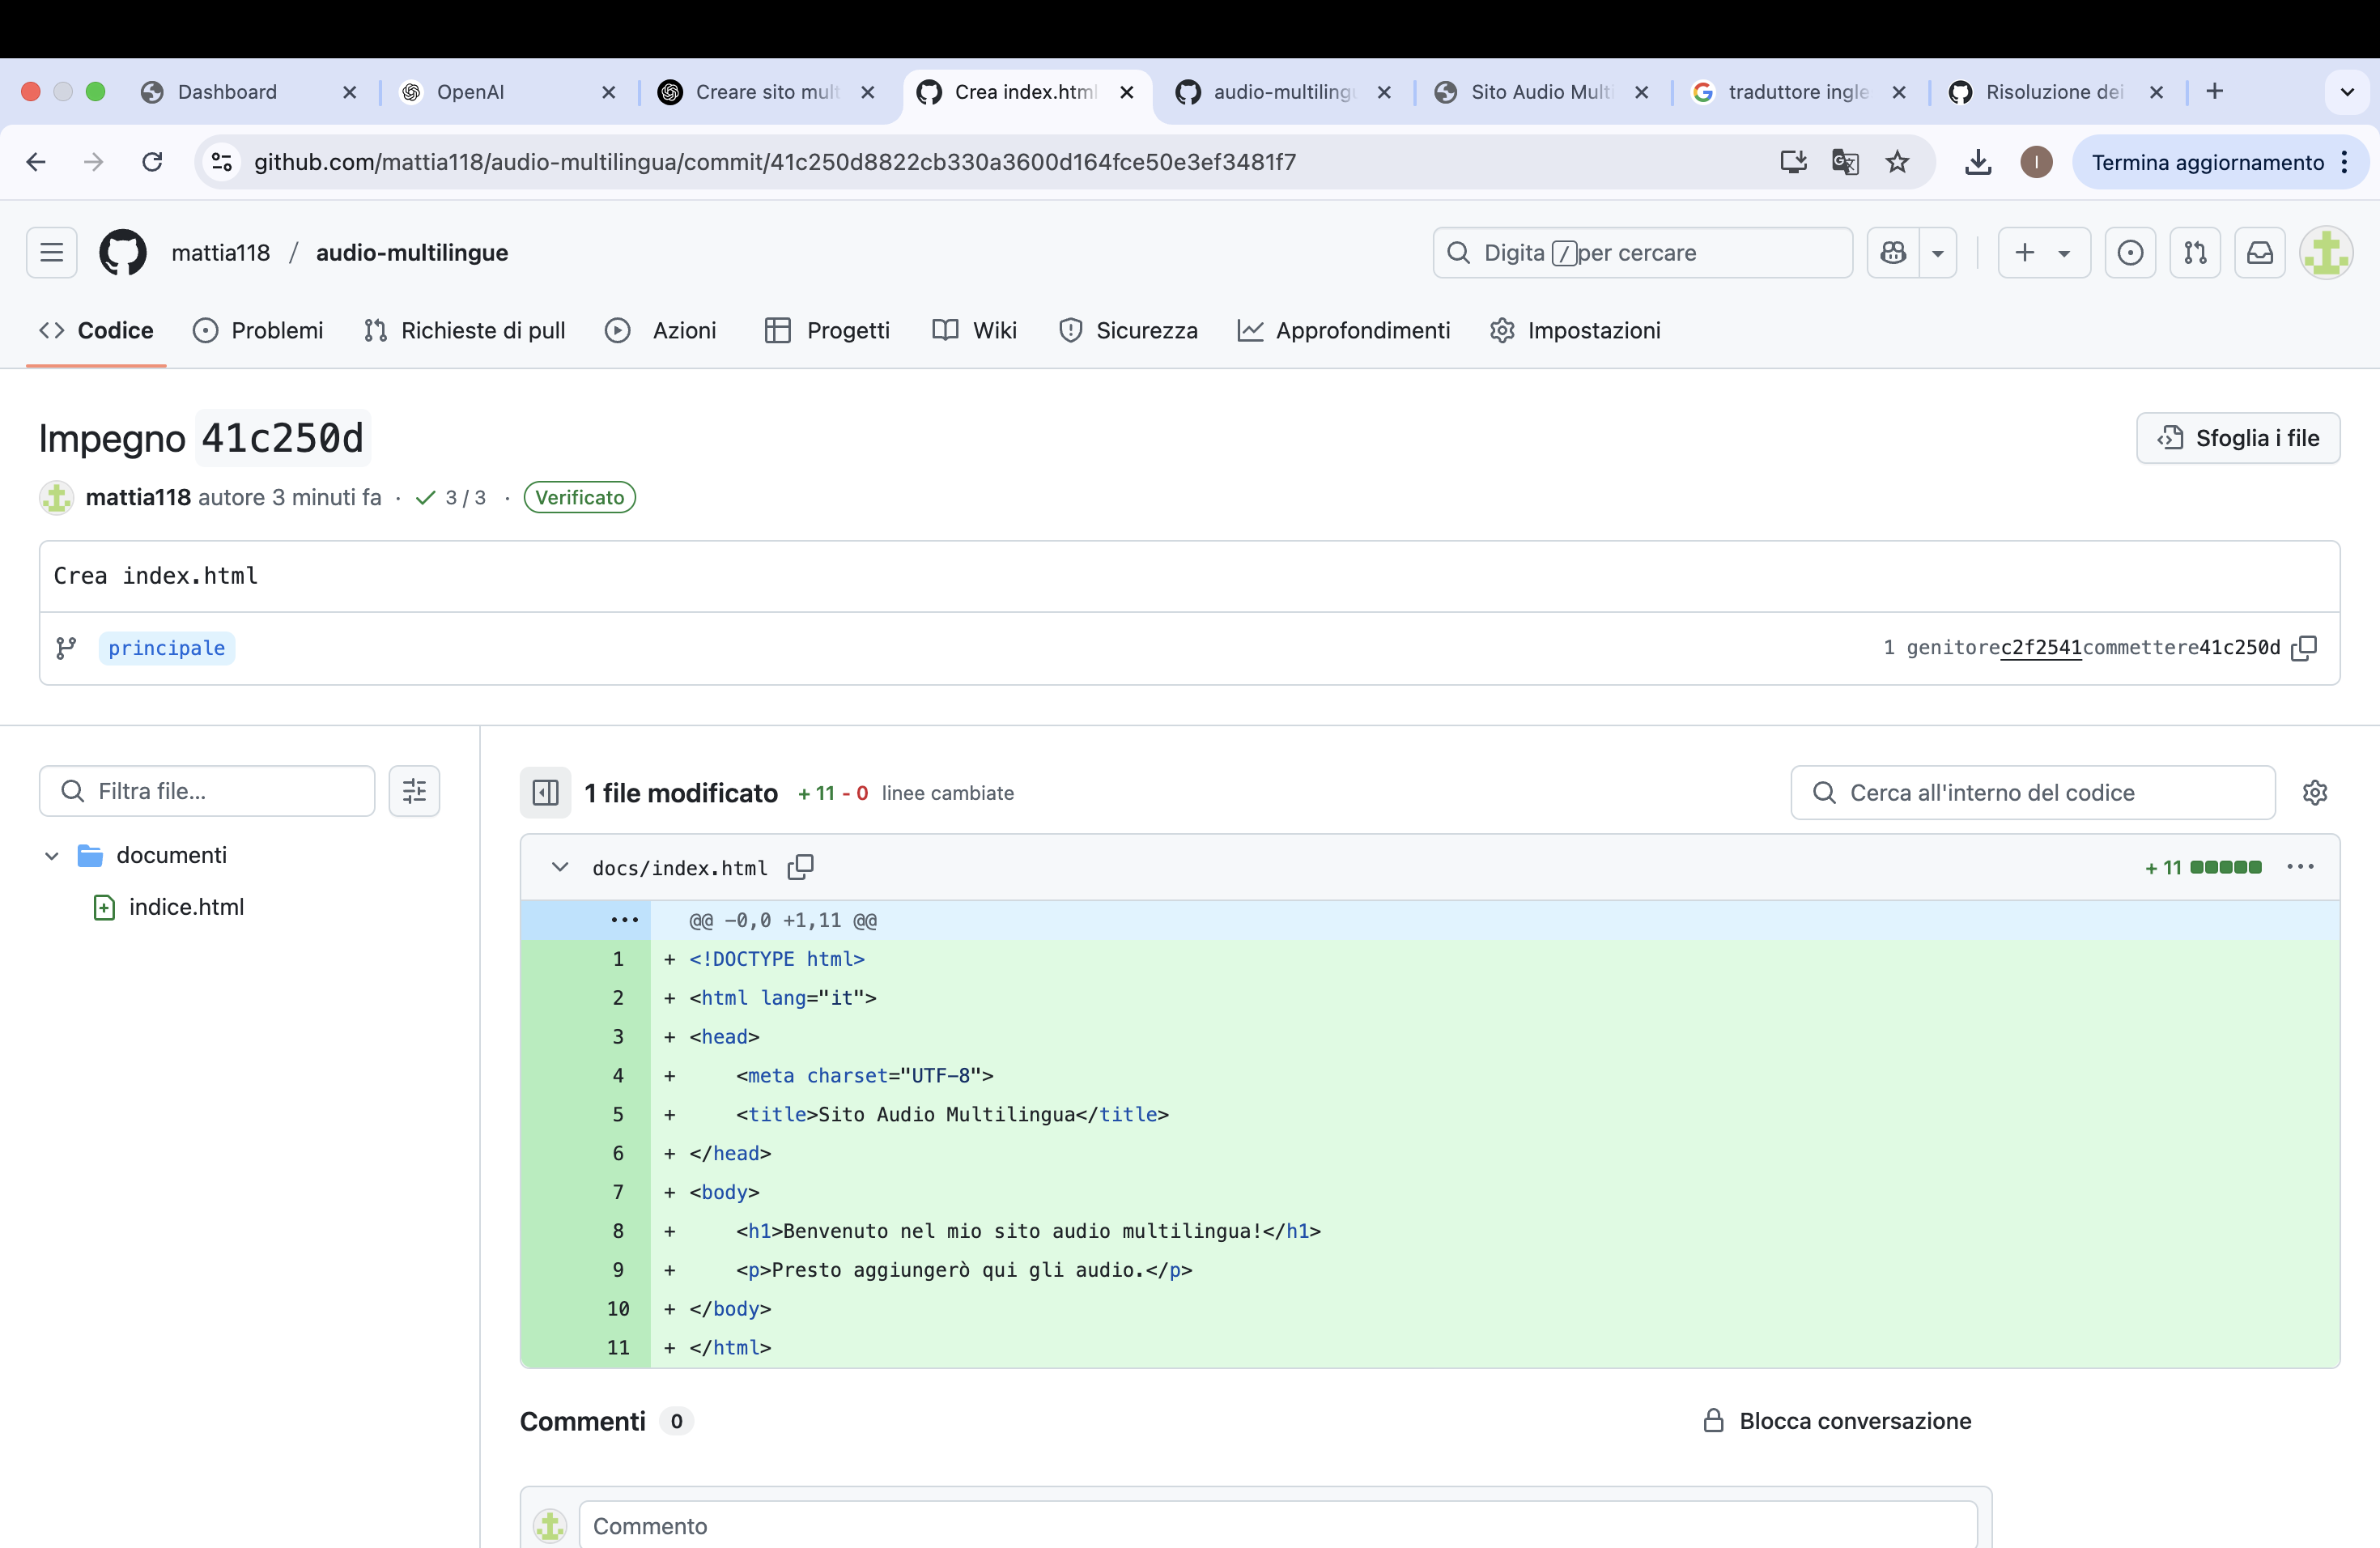 Dashboard
OpenAI
Creare sito mult
Crea index.html
audio-multilingu
Sito Audio Multi
traduttore ingle
Risoluzione dei
github.com/mattia118/audio-multilingua/commit/41c250d8822cb330a3600d164fce50e3ef3481f7
I
Termina aggiornamento
mattia118 / audio-multilingue
Digita / per cercare
Codice
Problemi
Richieste di pull
Azioni
Progetti
Wiki
Sicurezza
Approfondimenti
Impostazioni
Impegno 41c250d
Sfoglia i file
mattia118 autore 3 minuti fa · 3 / 3 · Verificato
Crea index.html
principale
1 genitorec2f2541commettere41c250d
Filtra file...
documenti
indice.html
1 file modificato +11 -0 linee cambiate
Cerca all'interno del codice
docs/index.html
+11
@@ -0,0 +1,11 @@
1 + <!DOCTYPE html>
2 + <html lang="it">
3 + <head>
4 + <meta charset="UTF-8">
5 + <title>Sito Audio Multilingua</title>
6 + </head>
7 + <body>
8 + <h1>Benvenuto nel mio sito audio multilingua!</h1>
9 + <p>Presto aggiungerò qui gli audio.</p>
10 + </body>
11 + </html>
Commenti 0
Blocca conversazione
Commento